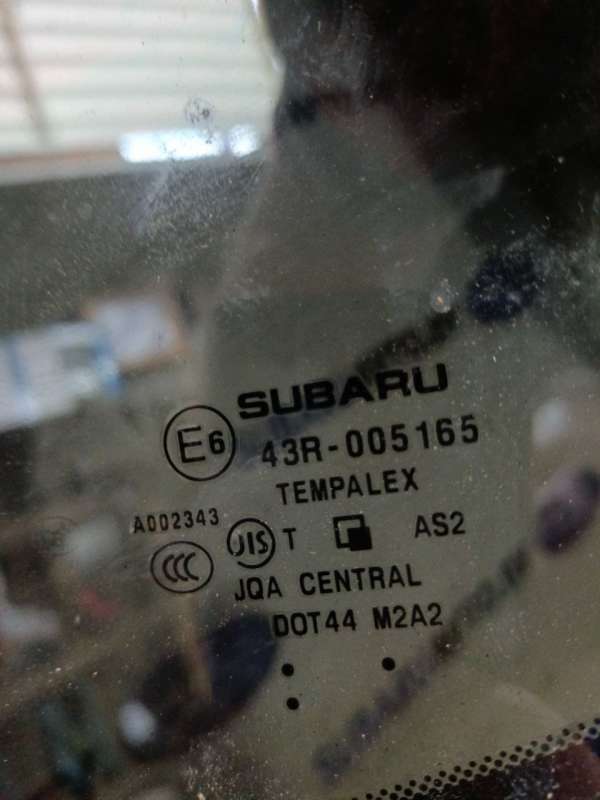 SUBARU
E6 43R-005165
TEMPALEX
A002343
CCC JIS T AS2
JQA CENTRAL
DOT44 M2A2